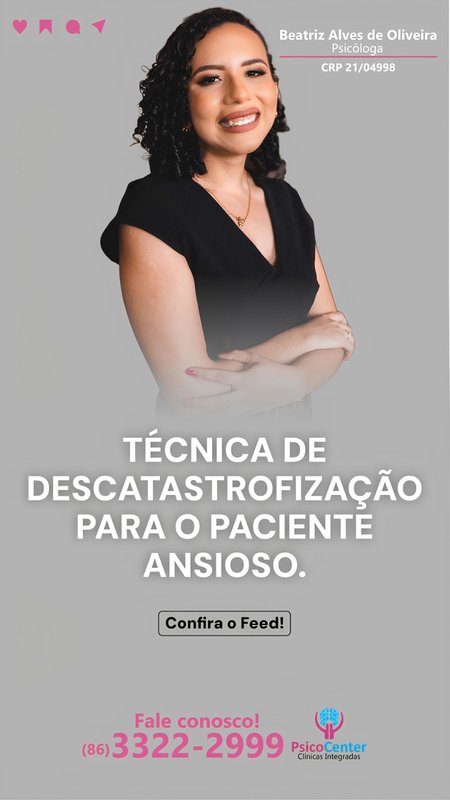 Beatriz Alves de Oliveira
Psicóloga
CRP 21/04998
TÉCNICA DE
DESCATASTROFIZAÇÃO
PARA O PACIENTE
ANSIOSO.
Confira o Feed!
Fale conosco!
(86) 3322-2999
PsicoCenter
Clínicas Integradas